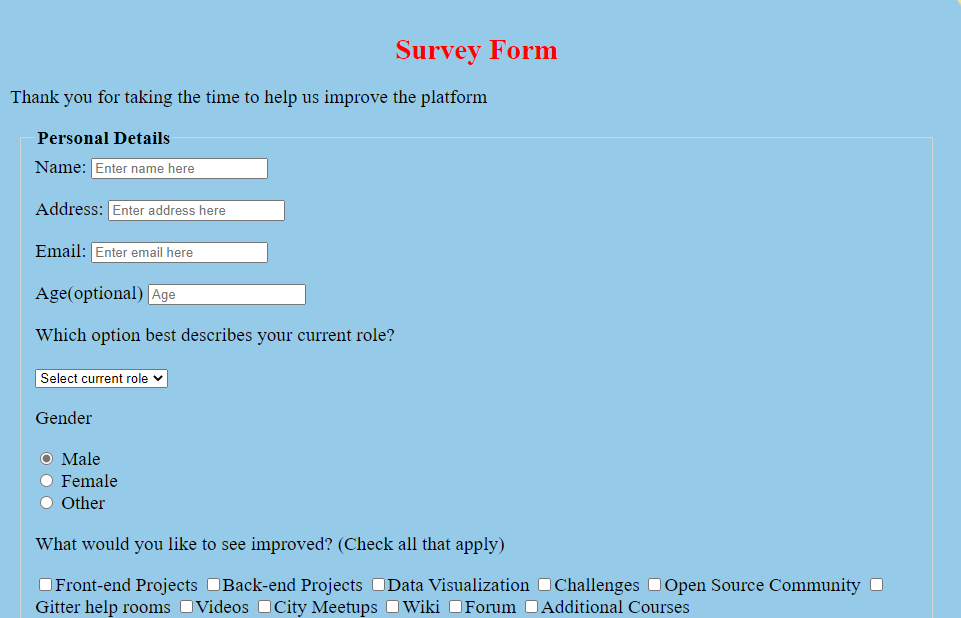 Survey Form
Thank you for taking the time to help us improve the platform
Personal Details
Name: Enter name here
Address: Enter address here
Email: Enter email here
Age(optional) Age
Which option best describes your current role?
Select current role
Gender
Male
Female
Other
What would you like to see improved? (Check all that apply)
Front-end Projects Back-end Projects Data Visualization Challenges Open Source Community
Gitter help rooms Videos City Meetups Wiki Forum Additional Courses